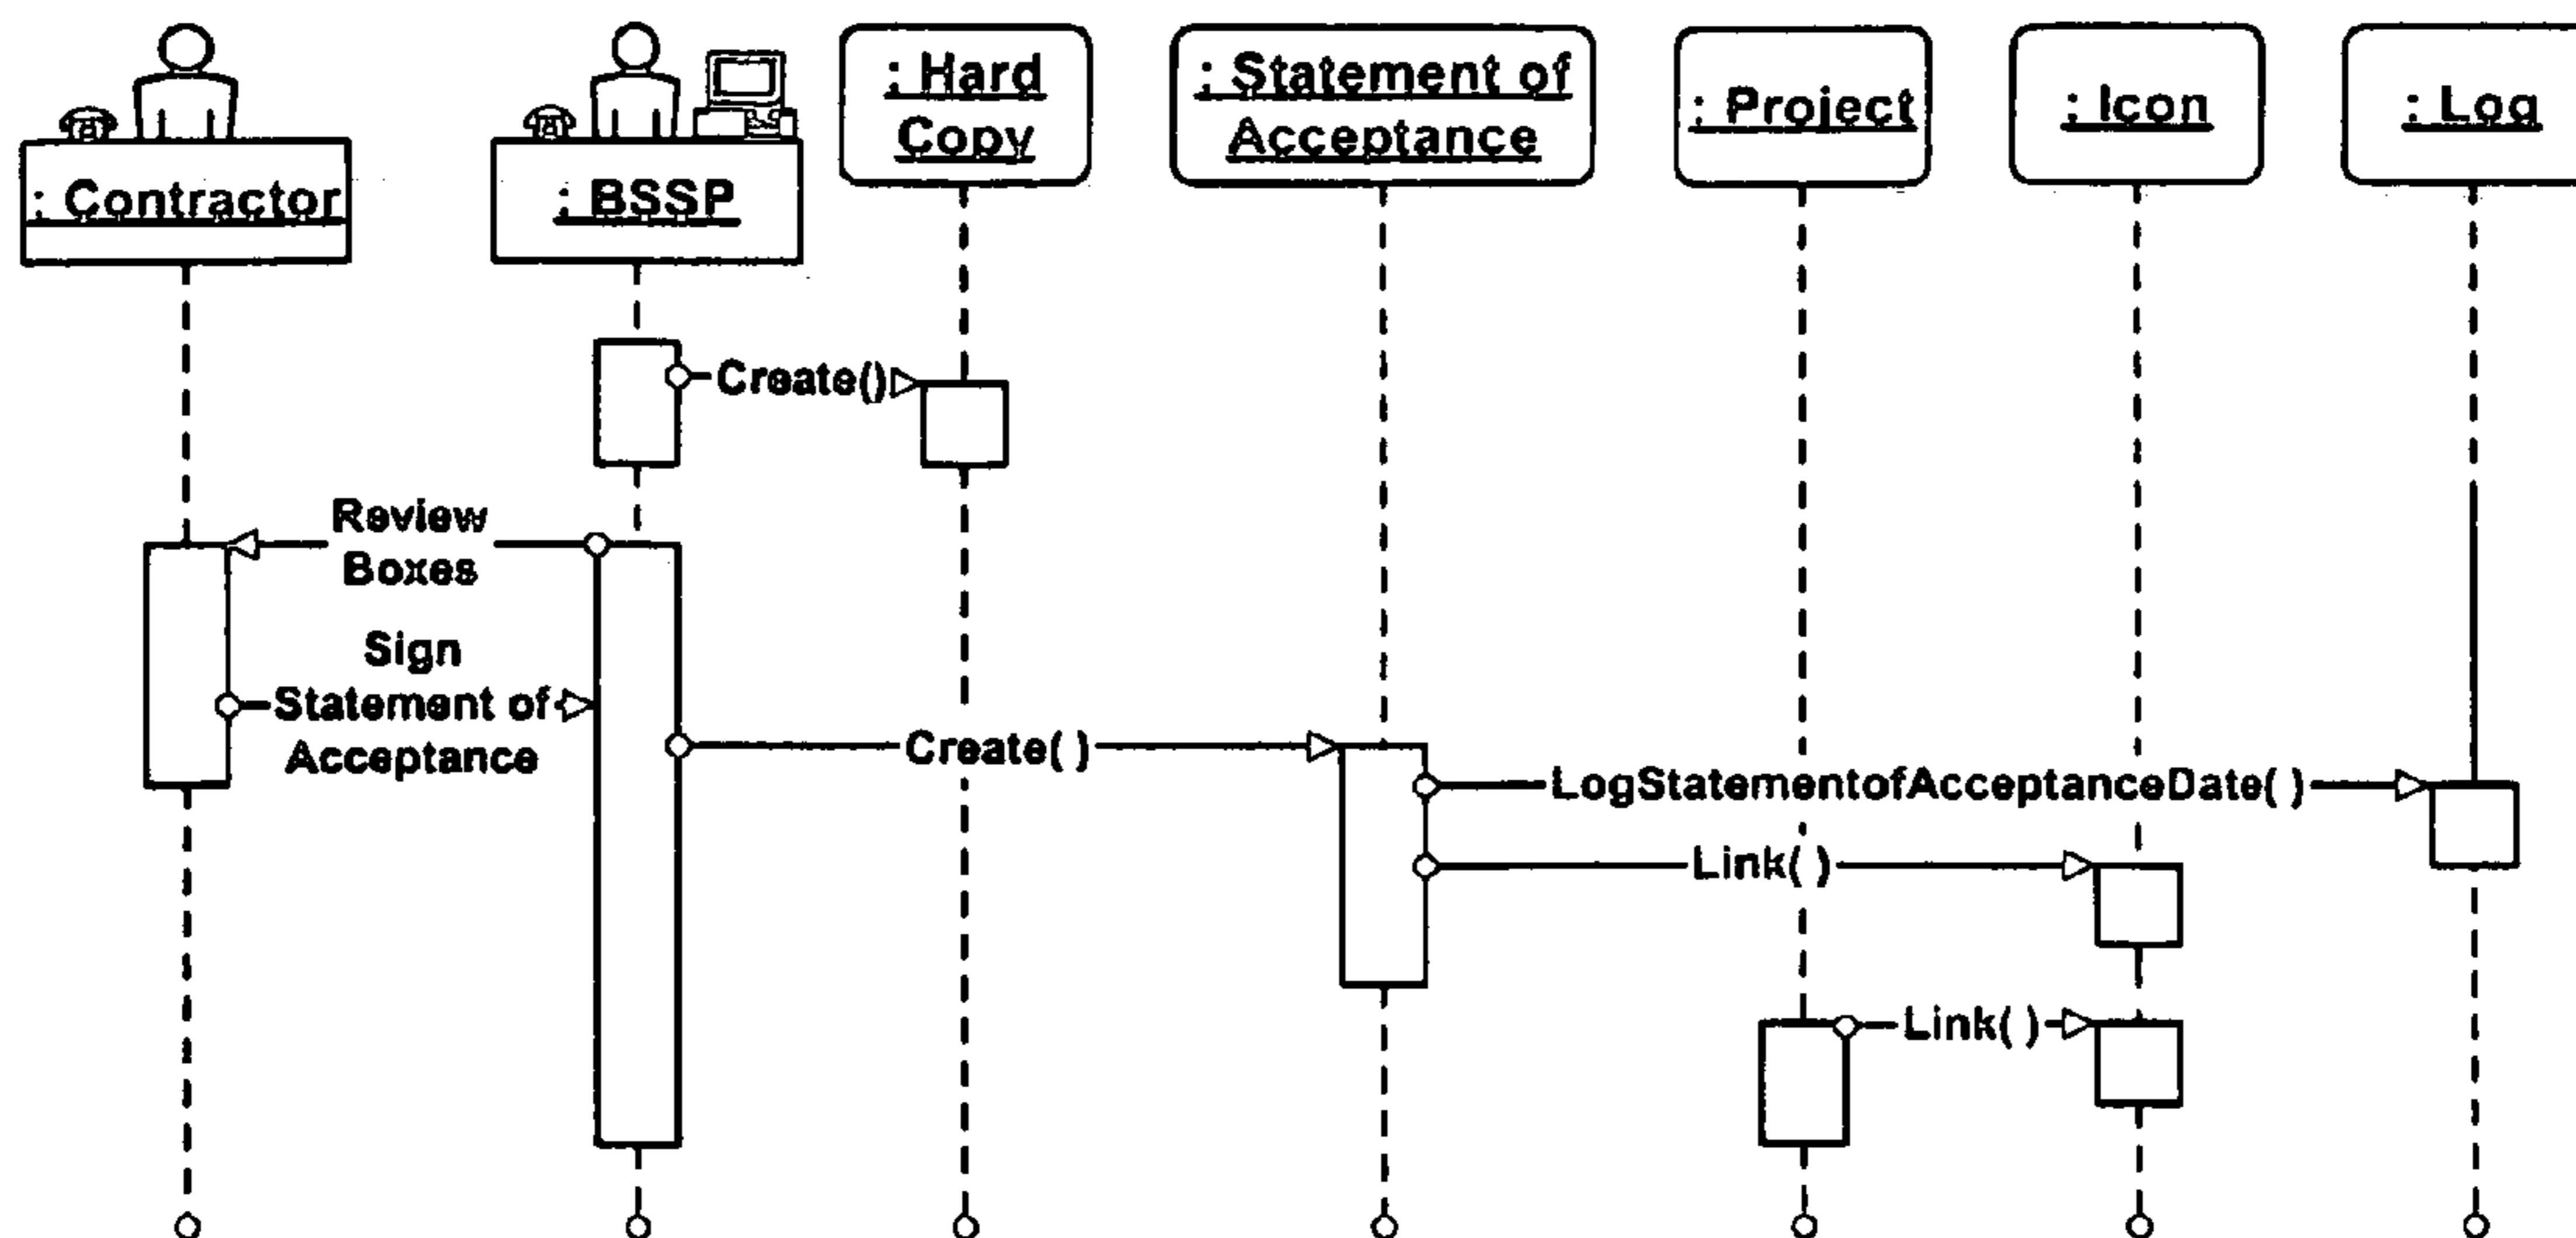 : Contractor
: BSSP
: Hard
Copy
: Statement of
Acceptance
: Project
: Icon
: Log
Create()
Review
Boxes
Sign
Statement of
Acceptance
Create( )
LogStatementofAcceptanceDate( )
Link( )
Link( )